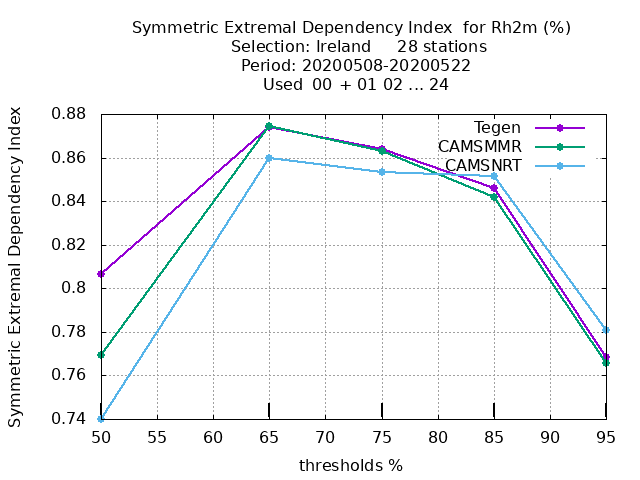 Symmetric Extremal Dependency Index  for Rh2m (%)
Selection: Ireland     28 stations
Period: 20200508-20200522
Used  00 + 01 02 ... 24
Symmetric Extremal Dependency Index
0.88
0.86
0.84
0.82
0.8
0.78
0.76
0.74
Tegen
CAMSMMR
CAMSNRT
50 55 60 65 70 75 80 85 90 95
thresholds %